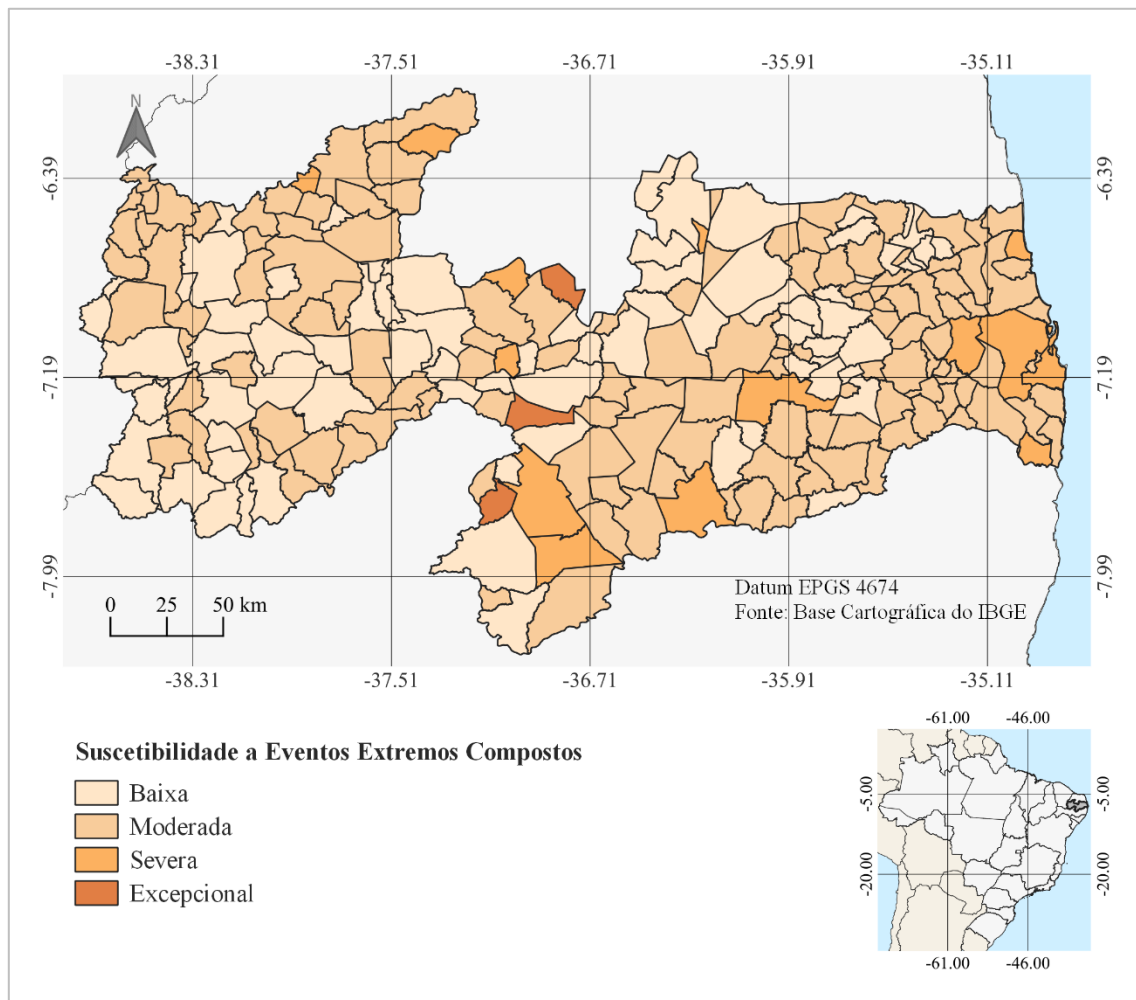 -38.31 -37.51 -36.71 -35.91 -35.11
N
-6.39 -6.39
-7.19 -7.19
-7.99 -7.99
Datum EPGS 4674
0 25 50 km
Fonte: Base Cartográfica do IBGE
-38.31 -37.51 -36.71 -35.91 -35.11
Suscetibilidade a Eventos Extremos Compostos
Baixa
Moderada
Severa
Excepcional
-61.00 -46.00
-5.00 -5.00
-20.00 -20.00
-61.00 -46.00